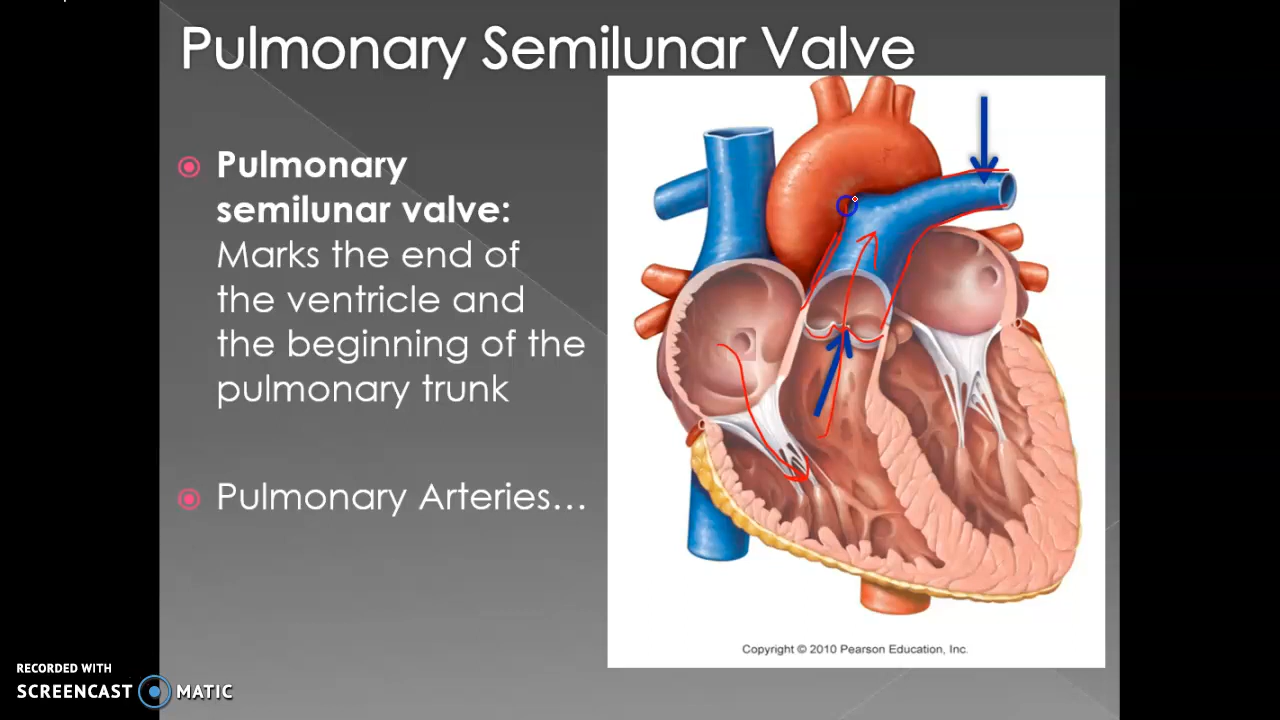 Pulmonary Semilunar Valve
Pulmonary
semilunar valve:
Marks the end of
the ventricle and
the beginning of the
pulmonary trunk
Pulmonary Arteries…
Copyright © 2010 Pearson Education, Inc.
RECORDED WITH
SCREENCAST MATIC